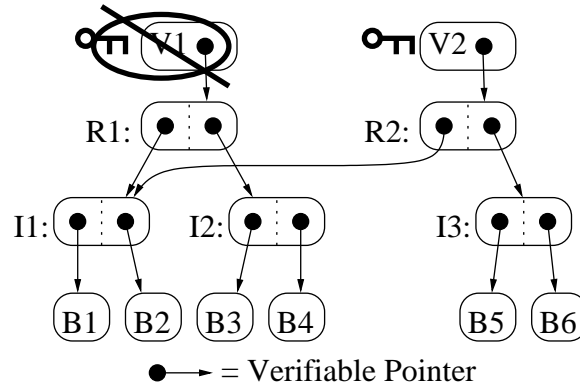 V1 V2
R1: R2:
I1: I2: I3:
B1 B2 B3 B4 B5 B6
= Verifiable Pointer